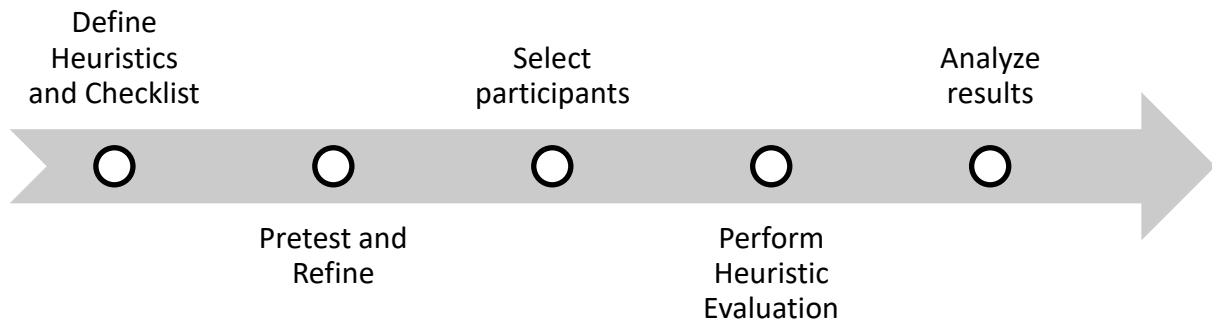 Define
Heuristics
and Checklist
Pretest and
Refine
Select
participants
Perform
Heuristic
Evaluation
Analyze
results